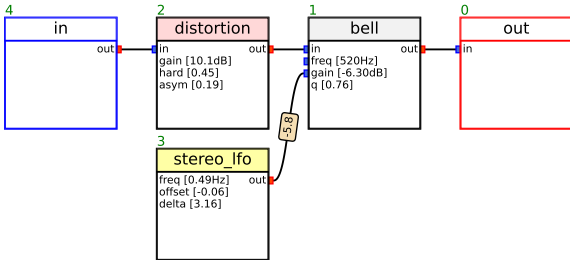 4
in
out
2
distortion
in out
gain [10.1dB]
hard [0.45]
asym [0.19]
1
bell
in out
freq [520Hz]
gain [-6.30dB]
q [0.76]
0
out
in
-5.8
3
stereo_lfo
freq [0.49Hz] out
offset [-0.06]
delta [3.16]